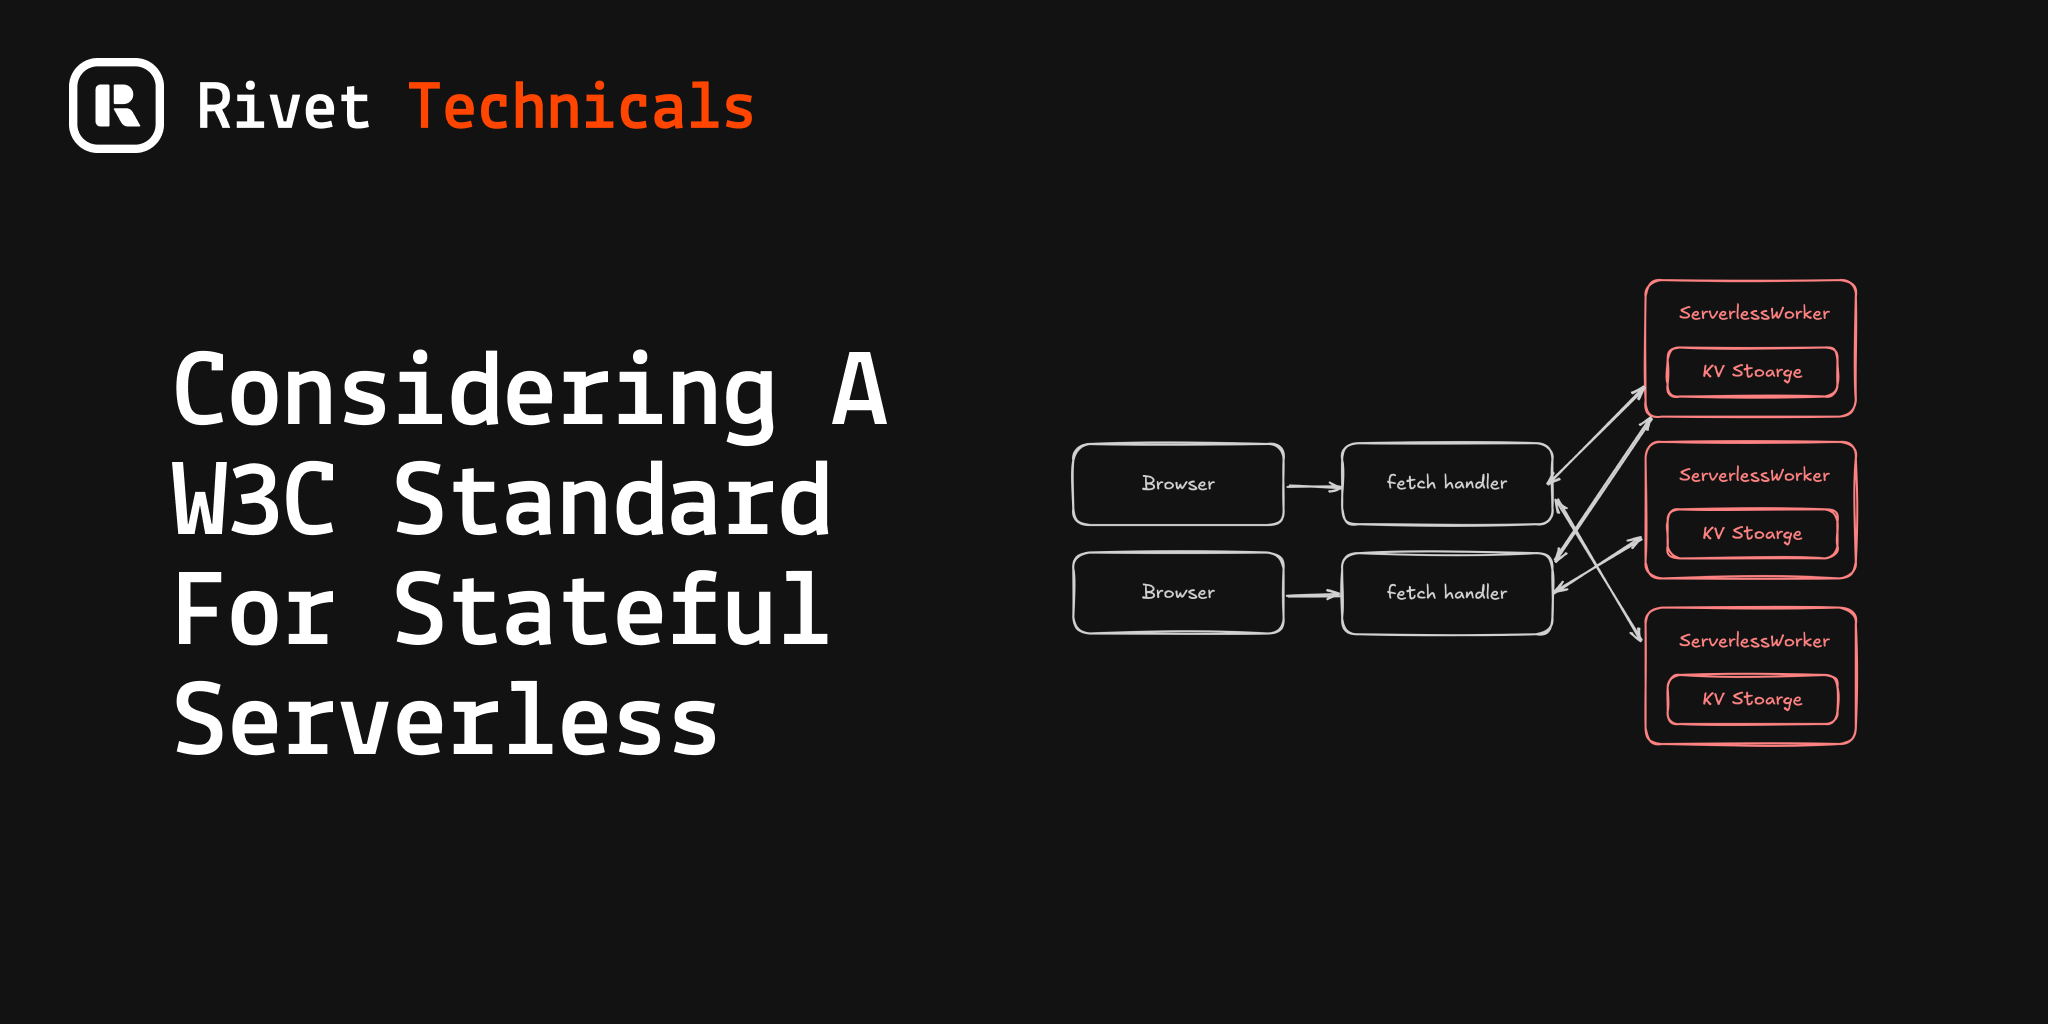 R Rivet Technicals
Considering A
W3C Standard
For Stateful
Serverless
Browser
fetch handler
Browser
fetch handler
ServerlessWorker
KV Stoarge
ServerlessWorker
KV Stoarge
ServerlessWorker
KV Stoarge